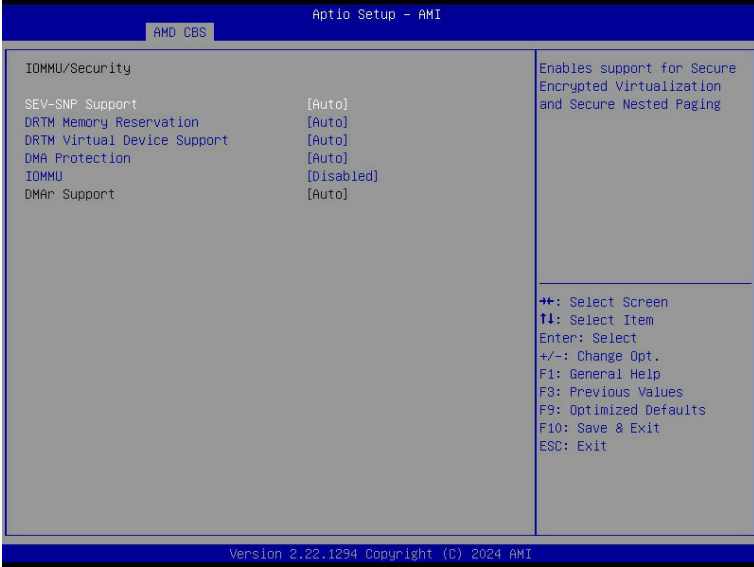 Aptio Setup - AMI
AMD CBS
IOMMU/Security
SEV-SNP Support [Auto]
DRTM Memory Reservation [Auto]
DRTM Virtual Device Support [Auto]
DMA Protection [Auto]
IOMMU [Disabled]
DMAr Support [Auto]
Enables support for Secure
Encrypted Virtualization
and Secure Nested Paging
→←: Select Screen
↑↓: Select Item
Enter: Select
+/-: Change Opt.
F1: General Help
F3: Previous Values
F9: Optimized Defaults
F10: Save & Exit
ESC: Exit
Version 2.22.1294 Copyright (C) 2024 AMI